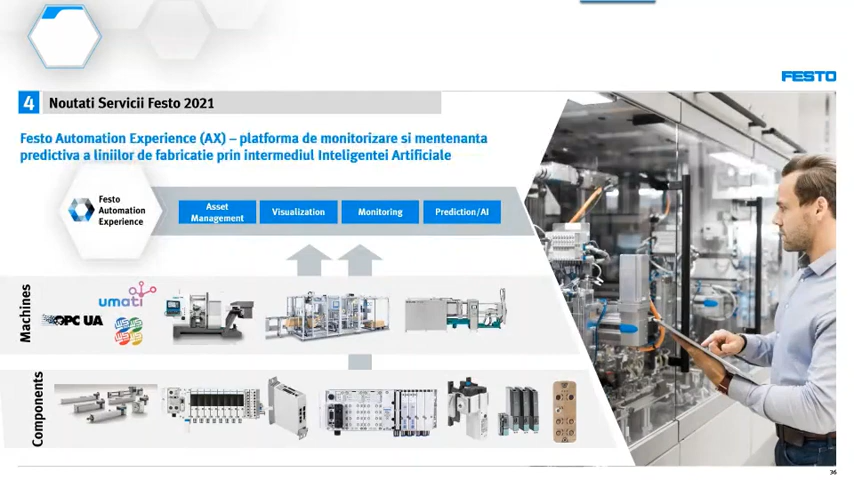 FESTO
4 Noutati Servicii Festo 2021
Festo Automation Experience (AX) – platforma de monitorizare si mentenanta
predictiva a liniilor de fabricatie prin intermediul Inteligentei Artificiale
Festo
Automation
Experience
Asset
Management
Visualization
Monitoring
Prediction/AI
Machines
umati
OPC UA
Components
36